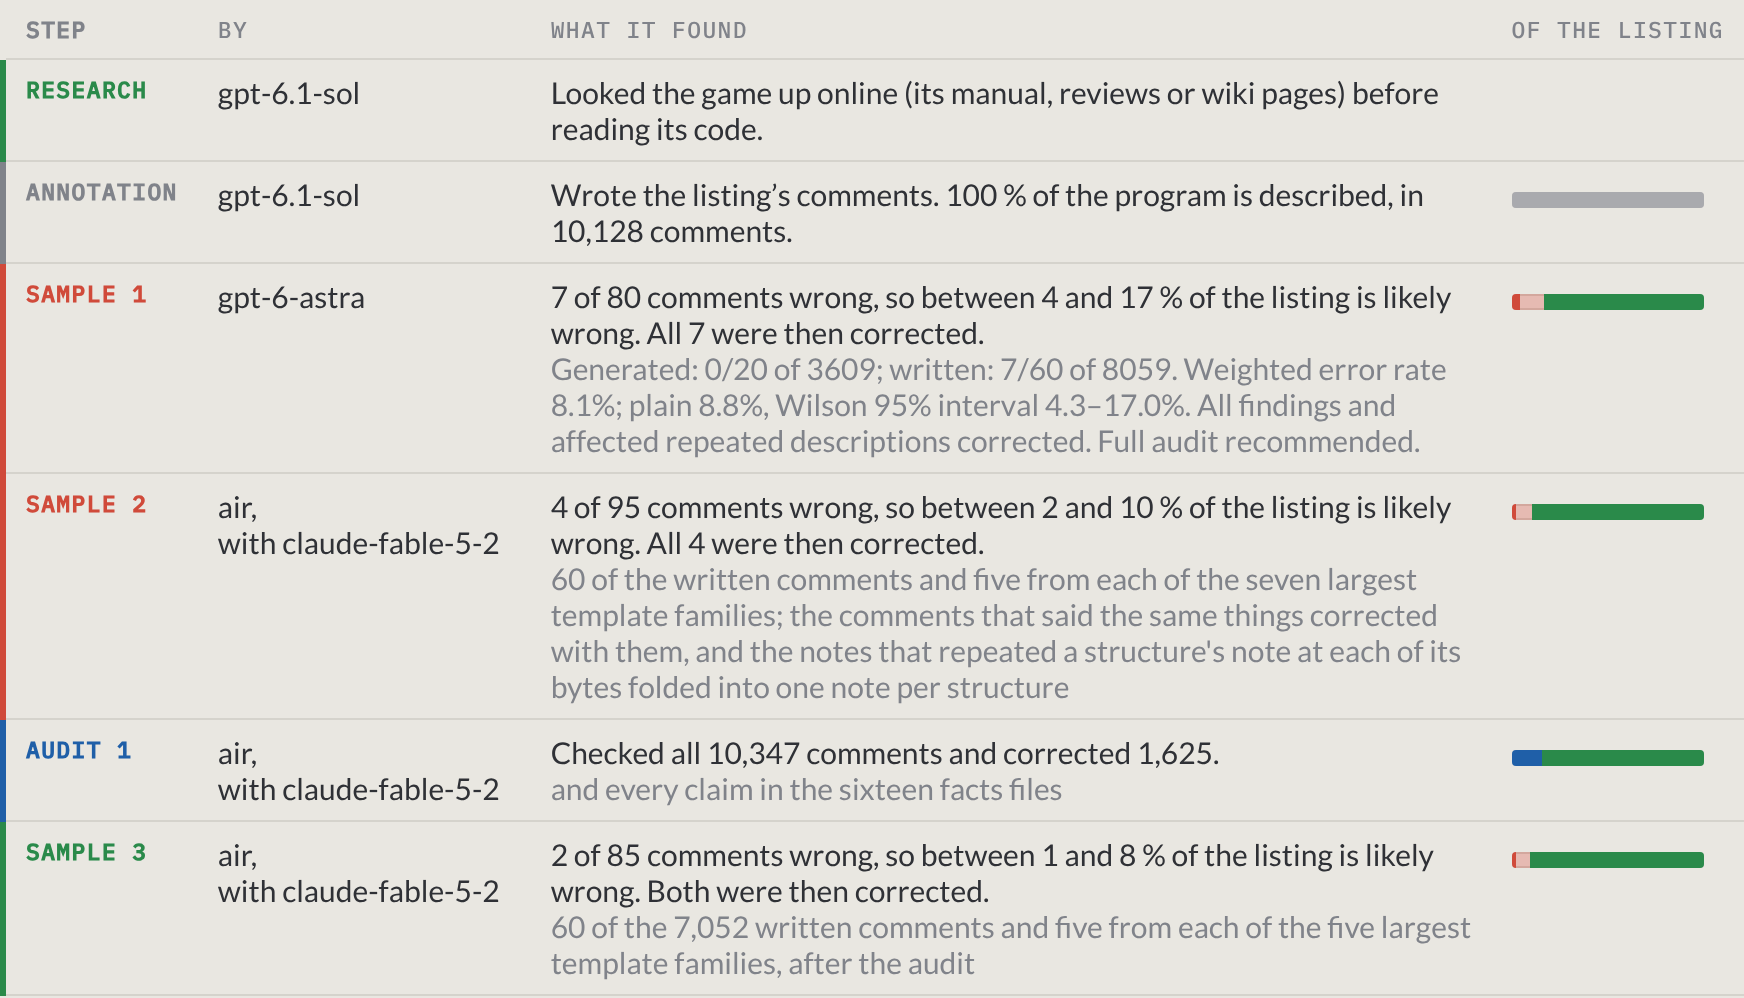 STEP BY WHAT IT FOUND OF THE LISTING
RESEARCH gpt-6.1-sol Looked the game up online (its manual, reviews or wiki pages) before
reading its code.
ANNOTATION gpt-6.1-sol Wrote the listing’s comments. 100 % of the program is described, in
10,128 comments.
SAMPLE 1 gpt-6-astra 7 of 80 comments wrong, so between 4 and 17 % of the listing is likely
wrong. All 7 were then corrected.
Generated: 0/20 of 3609; written: 7/60 of 8059. Weighted error rate
8.1%; plain 8.8%, Wilson 95% interval 4.3–17.0%. All findings and
affected repeated descriptions corrected. Full audit recommended.
SAMPLE 2 air, 4 of 95 comments wrong, so between 2 and 10 % of the listing is likely
with claude-fable-5-2 wrong. All 4 were then corrected.
60 of the written comments and five from each of the seven largest
template families; the comments that said the same things corrected
with them, and the notes that repeated a structure's note at each of its
bytes folded into one note per structure
AUDIT 1 air, Checked all 10,347 comments and corrected 1,625.
with claude-fable-5-2 and every claim in the sixteen facts files
SAMPLE 3 air, 2 of 85 comments wrong, so between 1 and 8 % of the listing is likely
with claude-fable-5-2 wrong. Both were then corrected.
60 of the 7,052 written comments and five from each of the five largest
template families, after the audit